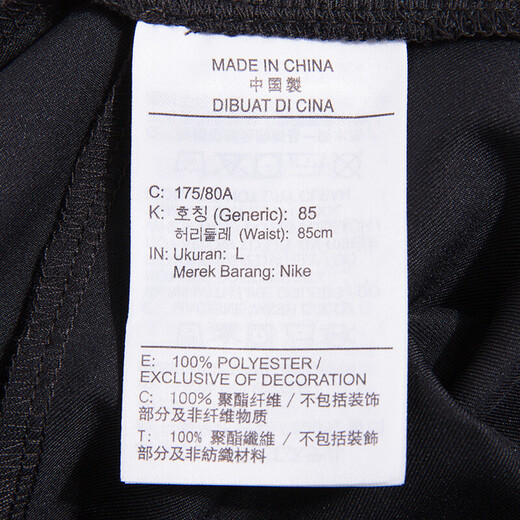 MADE IN CHINA
中國製
DIBUAT DI CINA
C: 175/80A
K: 호칭 (Generic): 85
허리둘레 (Waist): 85cm
IN: Ukuran: L
Merek Barang: Nike
E: 100% POLYESTER /
EXCLUSIVE OF DECORATION
C: 100% 聚酯纤维 / 不包括装饰
部分及非纤维物质
T: 100% 聚酯纖維 / 不包括裝飾
部分及非紡織材料